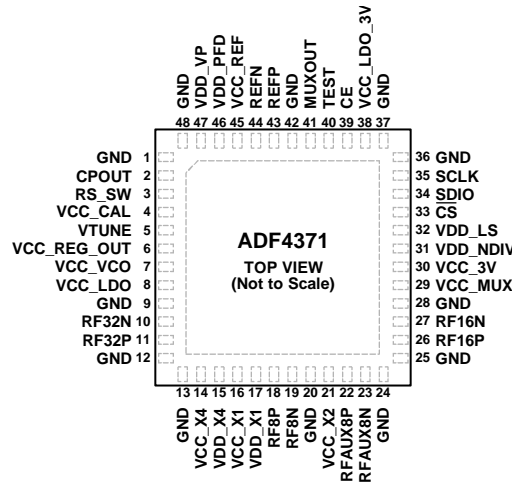 GND 48
VDD_VP 47
VDD_PFD 46
VCC_REF 45
REFN 44
REFP 43
GND 42
MUXOUT 41
TEST 40
CE 39
VCC_LDO_3V 38
GND 37
GND 1
CPOUT 2
RS_SW 3
VCC_CAL 4
VTUNE 5
VCC_REG_OUT 6
VCC_VCO 7
VCC_LDO 8
GND 9
RF32N 10
RF32P 11
GND 12
ADF4371
TOP VIEW
(Not to Scale)
36 GND
35 SCLK
34 SDIO
33 CS
32 VDD_LS
31 VDD_NDIV
30 VCC_3V
29 VCC_MUX
28 GND
27 RF16N
26 RF16P
25 GND
13 GND
14 VCC_X4
15 VDD_X4
16 VCC_X1
17 VDD_X1
18 RF8P
19 RF8N
20 GND
21 VCC_X2
22 RFAUX8P
23 RFAUX8N
24 GND